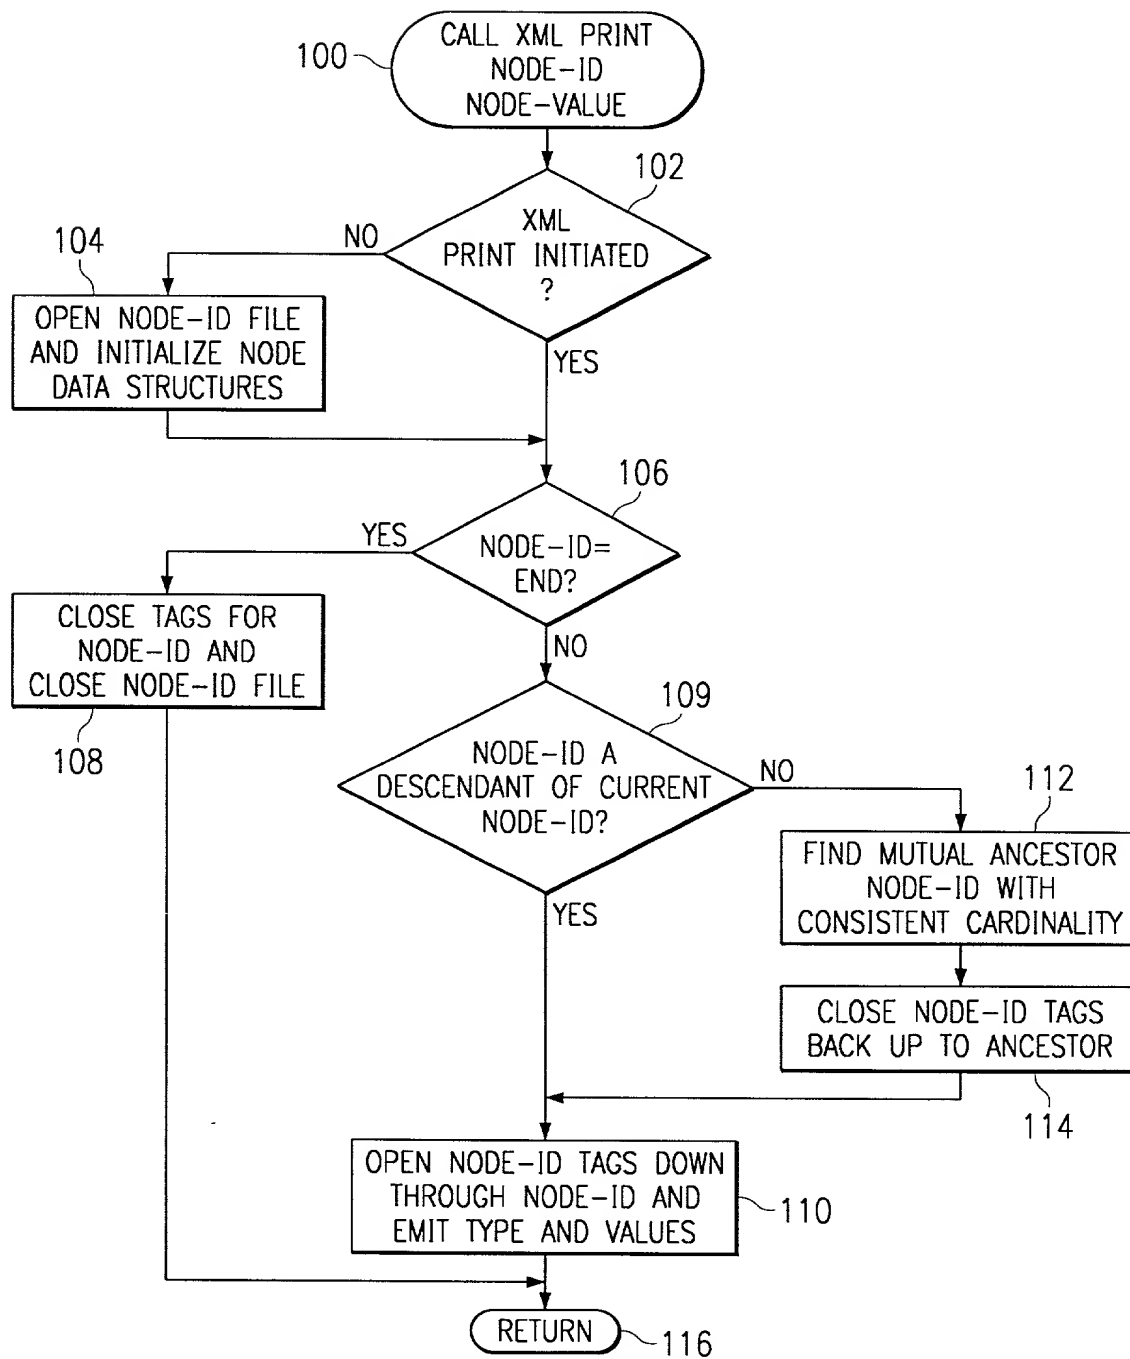 CALL XML PRINT
NODE-ID
NODE-VALUE
100
102
XML
PRINT INITIATED
?
NO
YES
104
OPEN NODE-ID FILE
AND INITIALIZE NODE
DATA STRUCTURES
106
NODE-ID=
END?
YES
NO
CLOSE TAGS FOR
NODE-ID AND
CLOSE NODE-ID FILE
108
109
NODE-ID A
DESCENDANT OF CURRENT
NODE-ID?
NO
YES
112
FIND MUTUAL ANCESTOR
NODE-ID WITH
CONSISTENT CARDINALITY
CLOSE NODE-ID TAGS
BACK UP TO ANCESTOR
114
OPEN NODE-ID TAGS DOWN
THROUGH NODE-ID AND
EMIT TYPE AND VALUES
110
RETURN
116